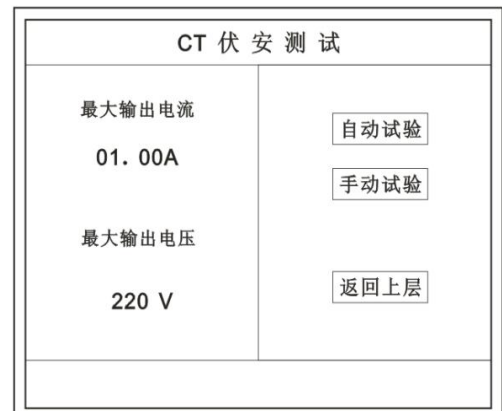 CT 伏安测试
最大输出电流
01. 00A
最大输出电压
220 V
自动试验
手动试验
返回上层